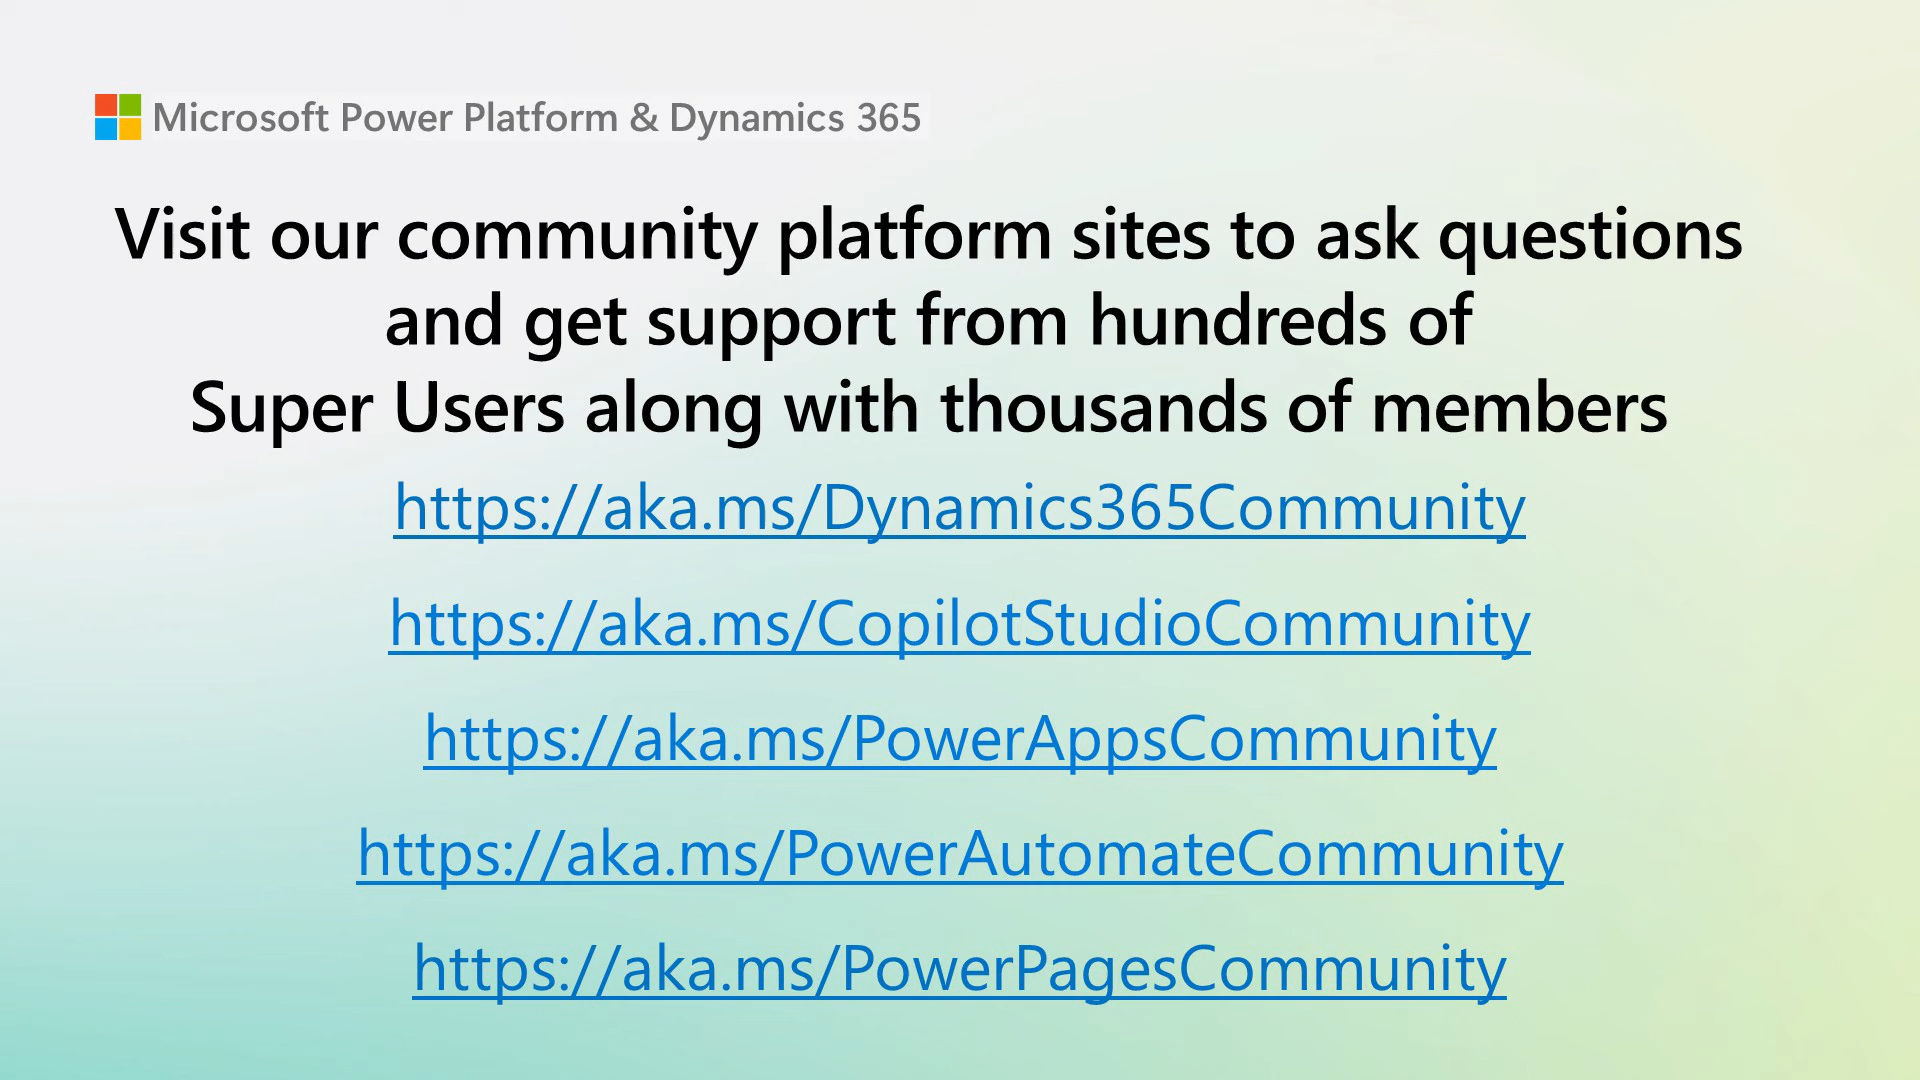 Microsoft Power Platform & Dynamics 365
Visit our community platform sites to ask questions
and get support from hundreds of
Super Users along with thousands of members
https://aka.ms/Dynamics365Community
https://aka.ms/CopilotStudioCommunity
https://aka.ms/PowerAppsCommunity
https://aka.ms/PowerAutomateCommunity
https://aka.ms/PowerPagesCommunity